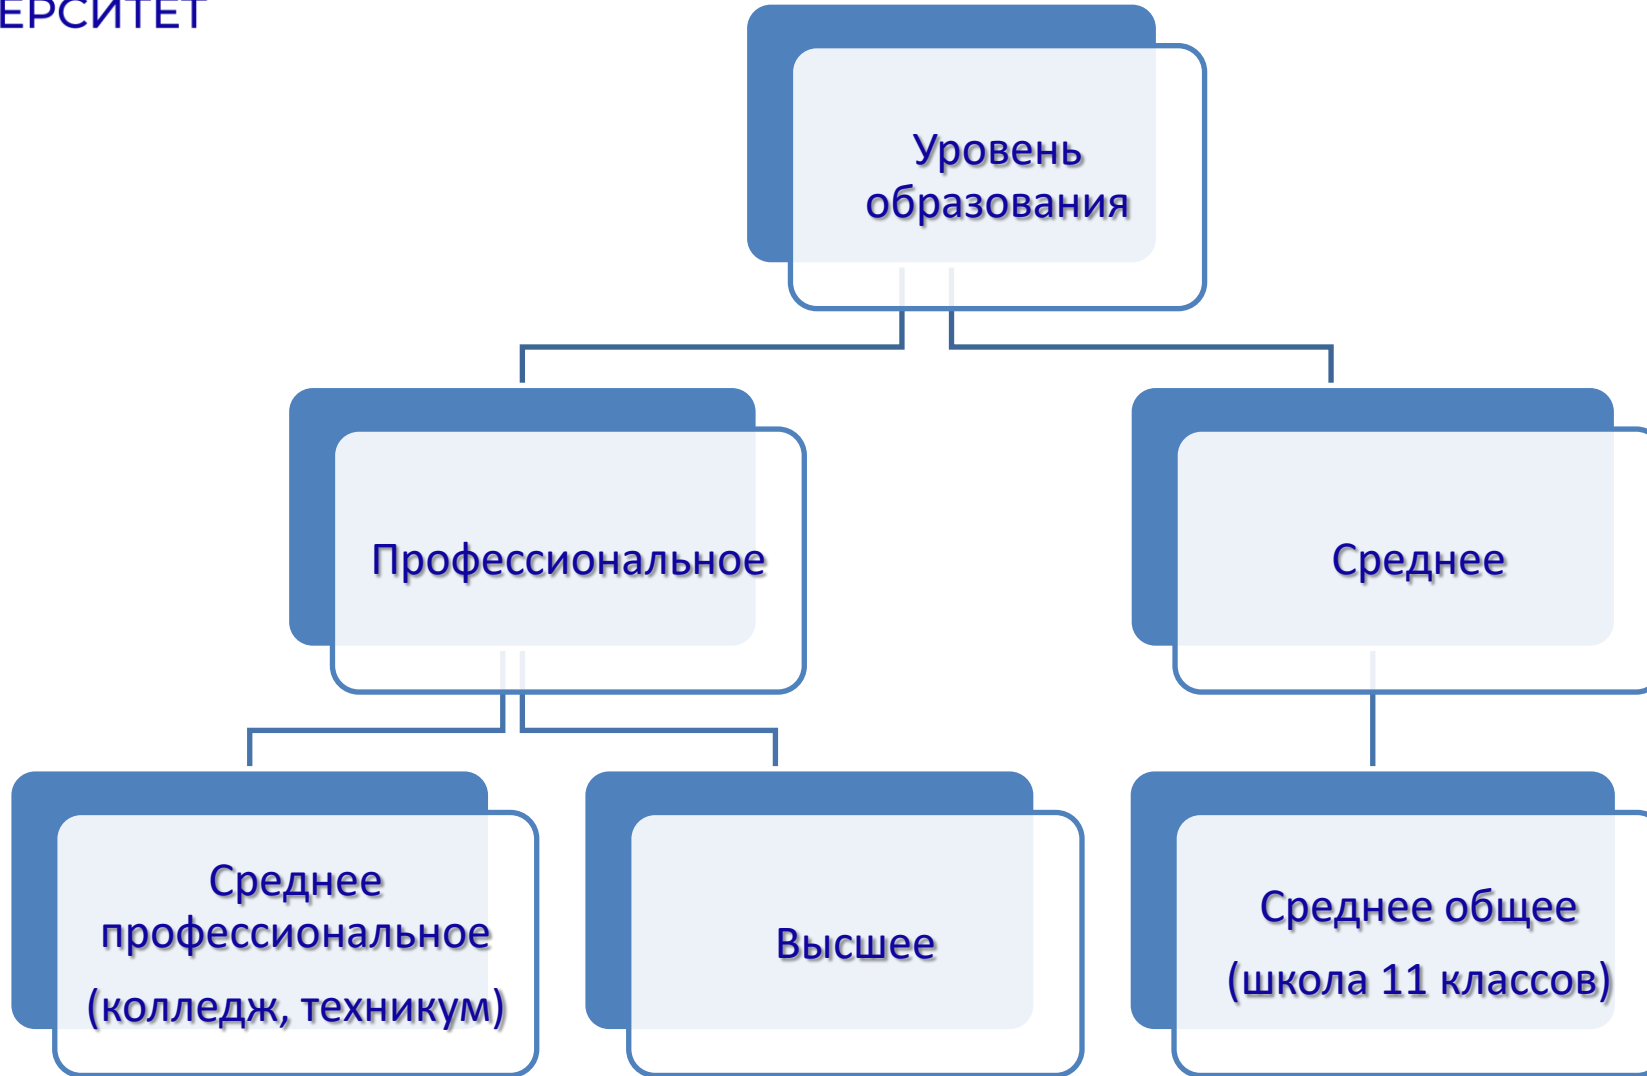 ЕРСИТЕТ
Уровень
образования
Профессиональное
Среднее
Среднее
профессиональное
(колледж, техникум)
Высшее
Среднее общее
(школа 11 классов)